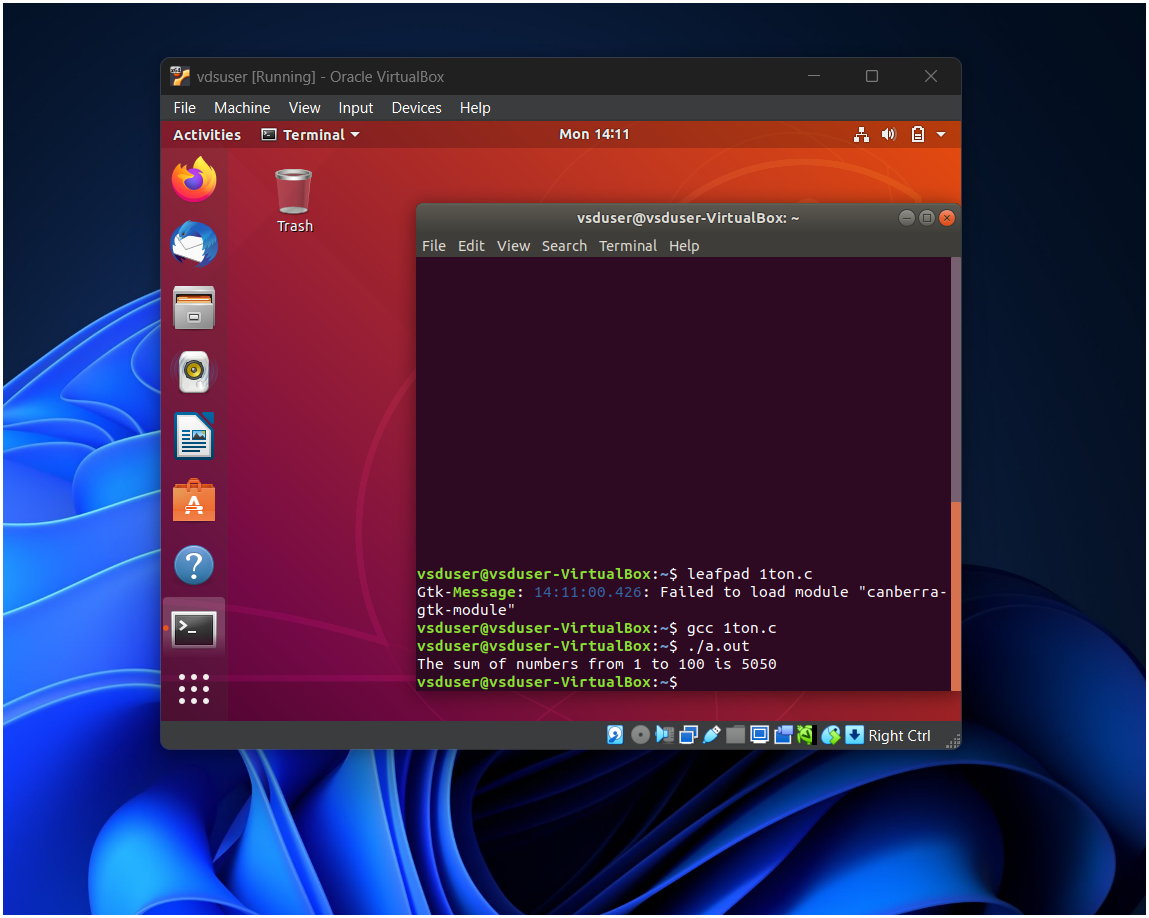 vdsuser [Running] - Oracle VirtualBox
File Machine View Input Devices Help
Activities Terminal Mon 14:11
Trash
vsduser@vsduser-VirtualBox: ~
File Edit View Search Terminal Help
vsduser@vsduser-VirtualBox:~$ leafpad 1ton.c
Gtk-Message: 14:11:00.426: Failed to load module "canberra-
gtk-module"
vsduser@vsduser-VirtualBox:~$ gcc 1ton.c
vsduser@vsduser-VirtualBox:~$ ./a.out
The sum of numbers from 1 to 100 is 5050
vsduser@vsduser-VirtualBox:~$
Right Ctrl